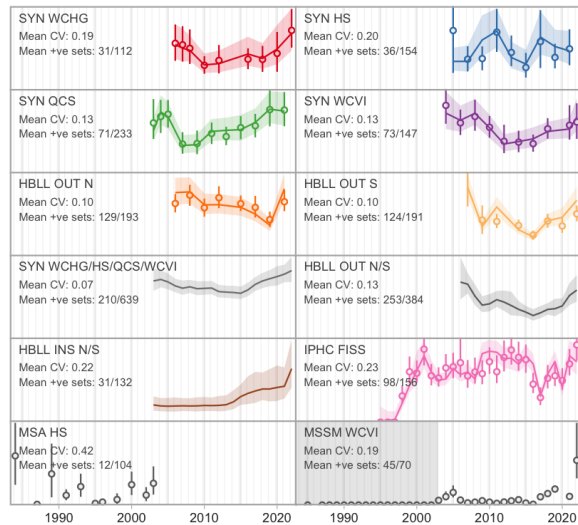 SYN WCHG
Mean CV: 0.19
Mean +ve sets: 31/112
SYN HS
Mean CV: 0.20
Mean +ve sets: 36/154
SYN QCS
Mean CV: 0.13
Mean +ve sets: 71/233
SYN WCVI
Mean CV: 0.13
Mean +ve sets: 73/147
HBLL OUT N
Mean CV: 0.10
Mean +ve sets: 129/193
HBLL OUT S
Mean CV: 0.10
Mean +ve sets: 124/191
SYN WCHG/HS/QCS/WCVI
Mean CV: 0.07
Mean +ve sets: 210/639
HBLL OUT N/S
Mean CV: 0.13
Mean +ve sets: 253/384
HBLL INS N/S
Mean CV: 0.22
Mean +ve sets: 31/132
IPHC FISS
Mean CV: 0.23
Mean +ve sets: 98/156
MSA HS
Mean CV: 0.42
Mean +ve sets: 12/104
MSSM WCVI
Mean CV: 0.19
Mean +ve sets: 45/70
1990 2000 2010 2020 1990 2000 2010 2020